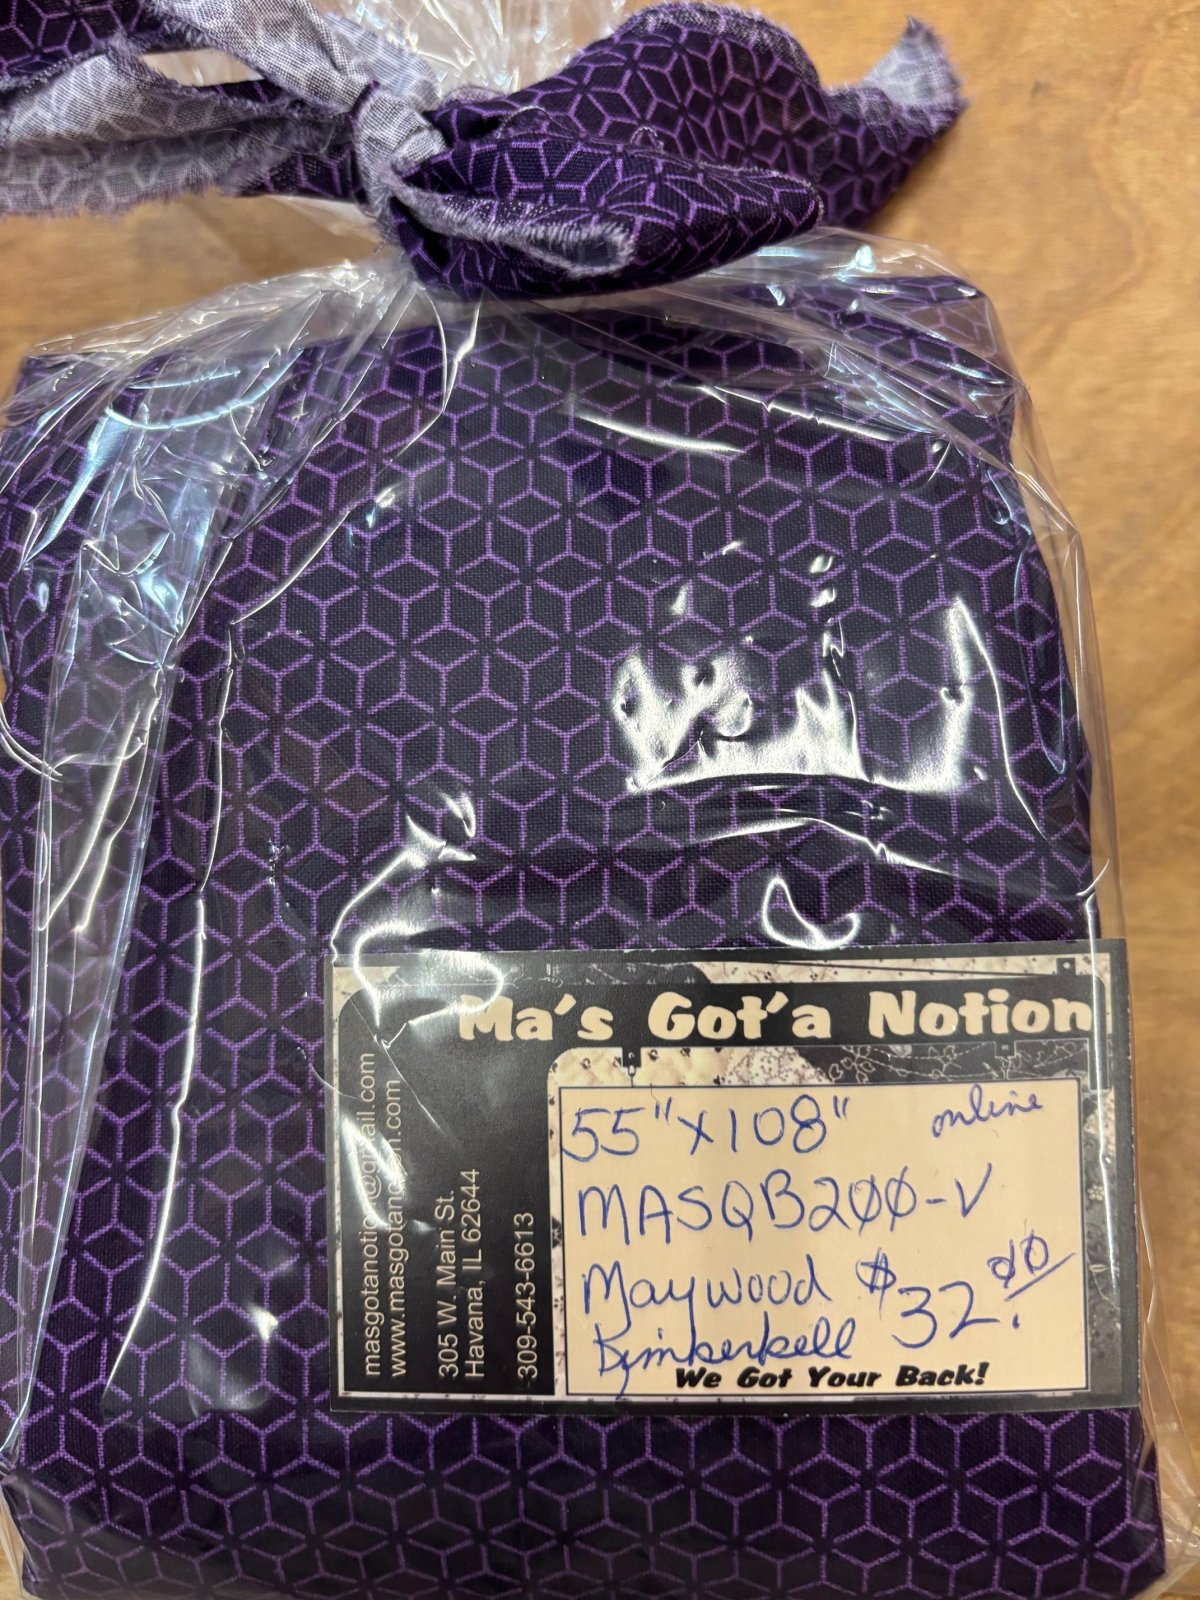 Ma's Got'a Notion
55" x 108" online
MASQB200-V
Maywood $32.00
Kimberbell
We Got Your Back!
masgotanotion@gmail.com
www.masgotanotion.com
305 W. Main St.
Havana, IL 62644
309-543-6613